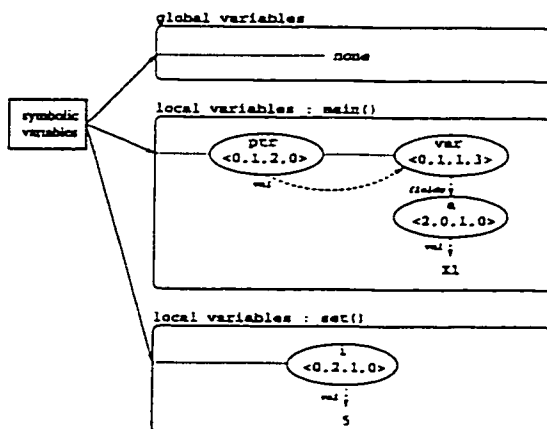 global variables
none
symbolic
variables
local variables : main()
ptr
<0.1.2.0>
val
var
<0.1.1.3>
fields
a
<2.0.1.0>
val
X1
local variables : set()
i
<0.2.1.0>
val
5